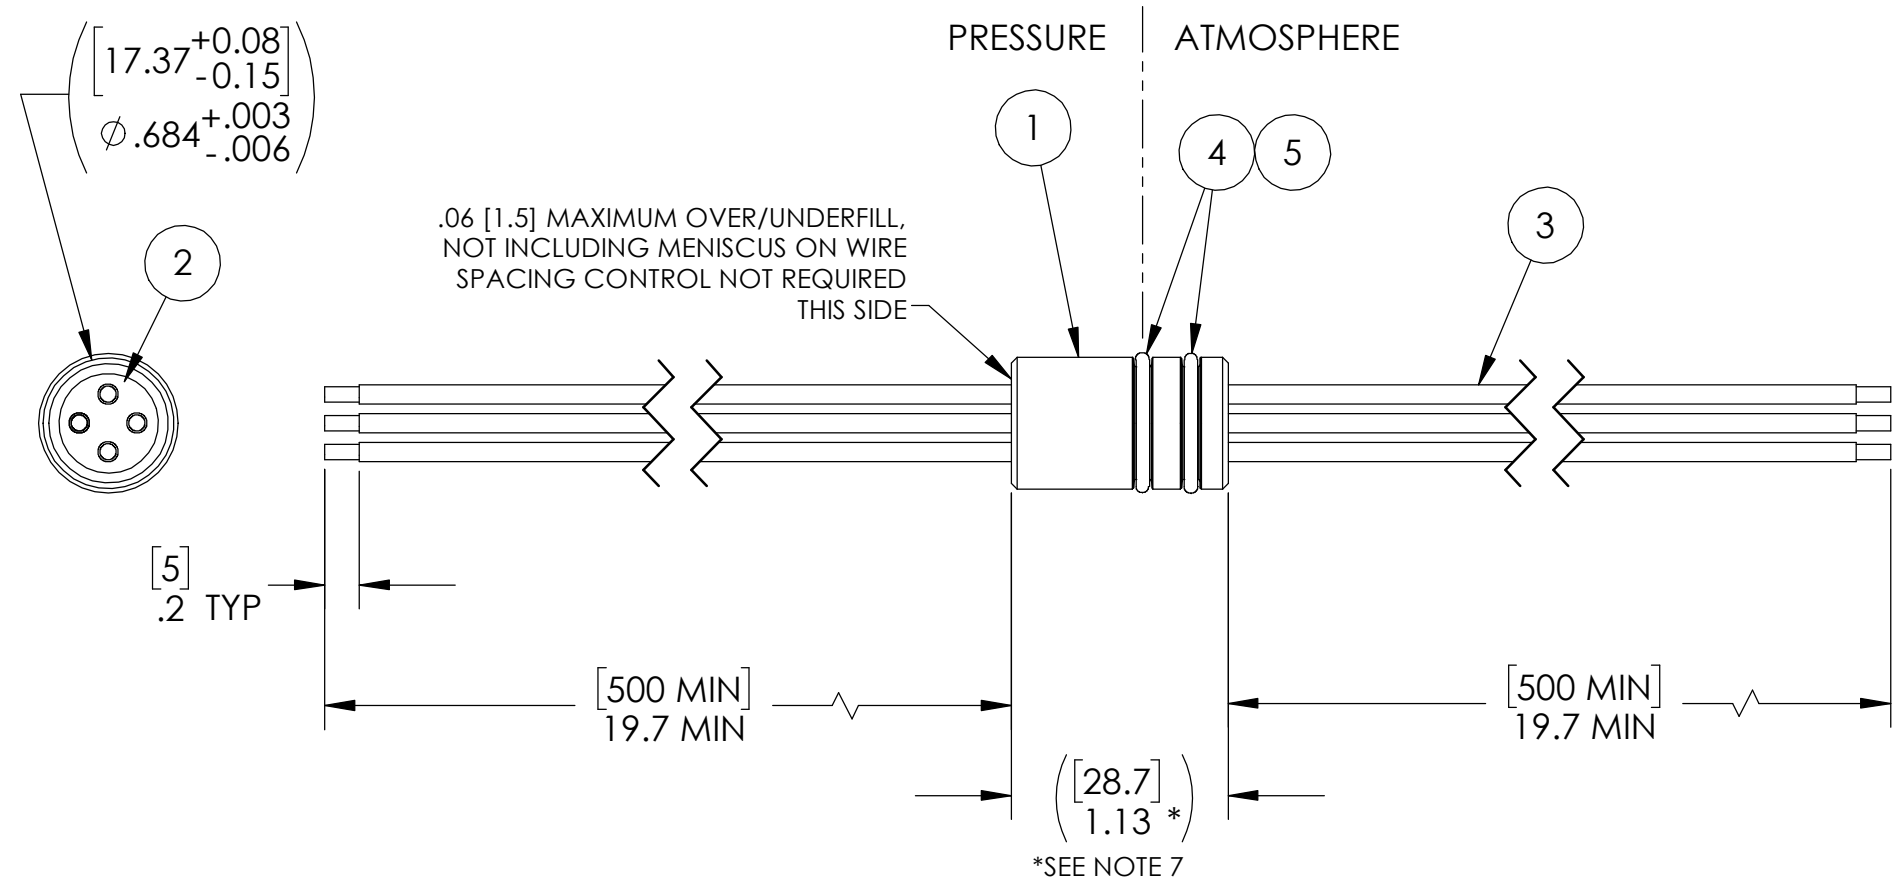 [17.37 +0.08 -0.15]
Ø .684 +.003 -.006
PRESSURE
ATMOSPHERE
1
4
5
3
2
.06 [1.5] MAXIMUM OVER/UNDERFILL,
NOT INCLUDING MENISCUS ON WIRE
SPACING CONTROL NOT REQUIRED
THIS SIDE
[5]
.2 TYP
[500 MIN]
19.7 MIN
[500 MIN]
19.7 MIN
([28.7]
1.13 *)
*SEE NOTE 7